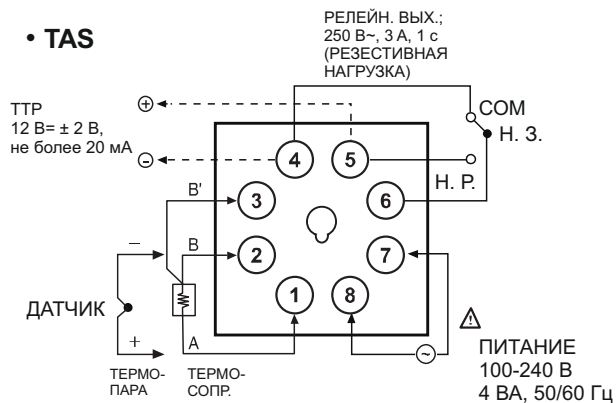 • TAS
РЕЛЕЙН. ВЫХ.;
250 В~, 3 А, 1 с
(РЕЗЕСТИВНАЯ
НАГРУЗКА)
ТТР
12 В= ± 2 В,
не более 20 мА
+
−
COM
Н. З.
Н. Р.
4
5
3
6
2
7
1
8
B'
B
A
−
+
ДАТЧИК
ТЕРМО-
ПАРА
ТЕРМО-
СОПР.
~
ПИТАНИЕ
100-240 В
4 ВА, 50/60 Гц